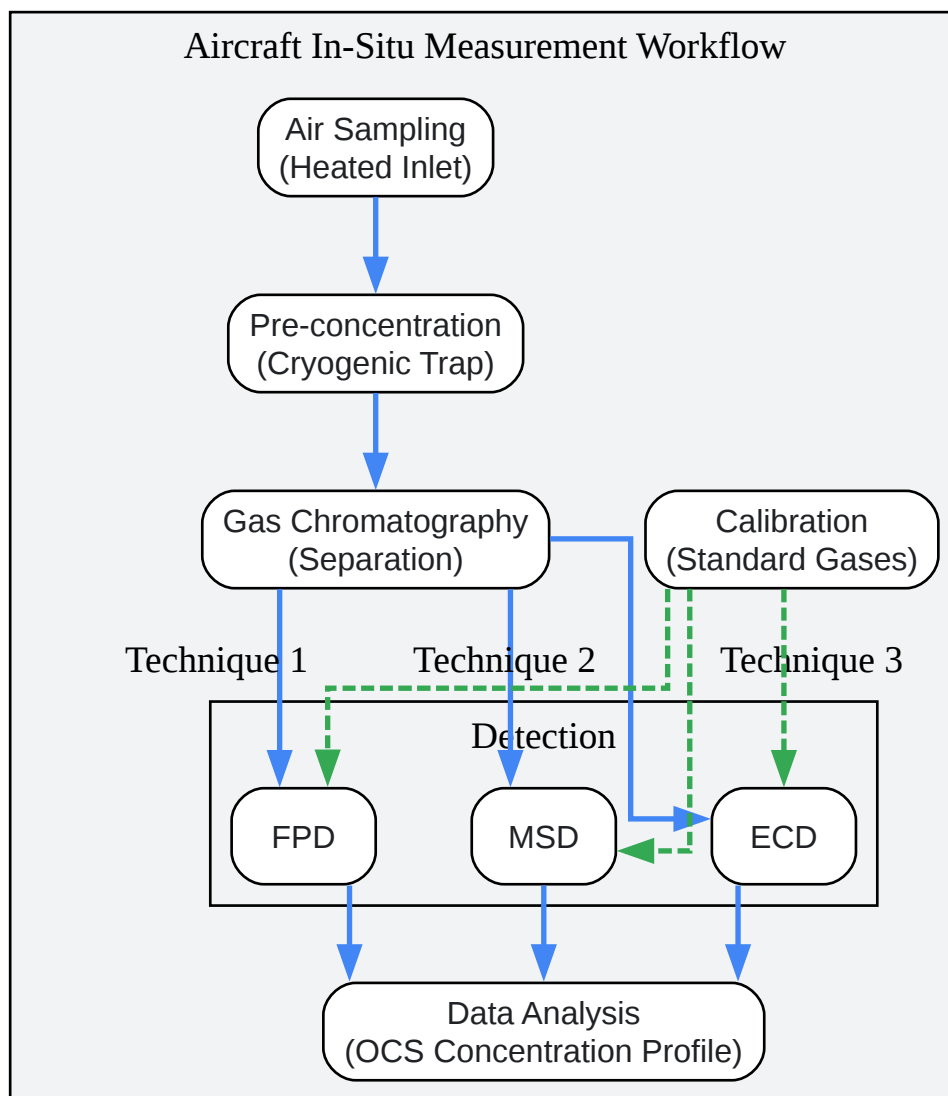 Aircraft In-Situ Measurement Workflow
Air Sampling
(Heated Inlet)
Pre-concentration
(Cryogenic Trap)
Gas Chromatography
(Separation)
Calibration
(Standard Gases)
Technique 1
Technique 2
Technique 3
Detection
FPD
MSD
ECD
Data Analysis
(OCS Concentration Profile)